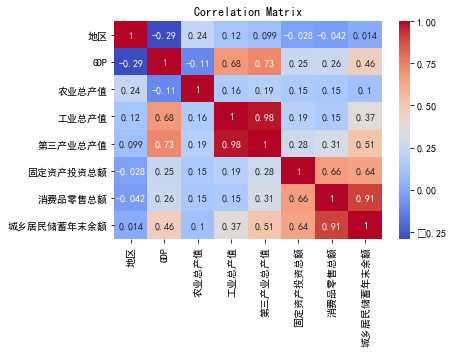 Correlation Matrix
地区 1 -0.29 0.24 0.12 0.099 -0.028 -0.042 0.014
GDP -0.29 1 -0.11 0.68 0.73 0.25 0.26 0.46
农业总产值 0.24 -0.11 1 0.16 0.19 0.15 0.15 0.1
工业总产值 0.12 0.68 0.16 1 0.98 0.19 0.15 0.37
第三产业总产值 0.099 0.73 0.19 0.98 1 0.28 0.31 0.51
固定资产投资总额 -0.028 0.25 0.15 0.19 0.28 1 0.66 0.64
消费品零售总额 -0.042 0.26 0.15 0.15 0.31 0.66 1 0.91
城乡居民储蓄年末余额 0.014 0.46 0.1 0.37 0.51 0.64 0.91 1
地区 GDP 农业总产值 工业总产值 第三产业总产值 固定资产投资总额 消费品零售总额 城乡居民储蓄年末余额
1.00
0.75
0.50
0.25
0.00
□0.25